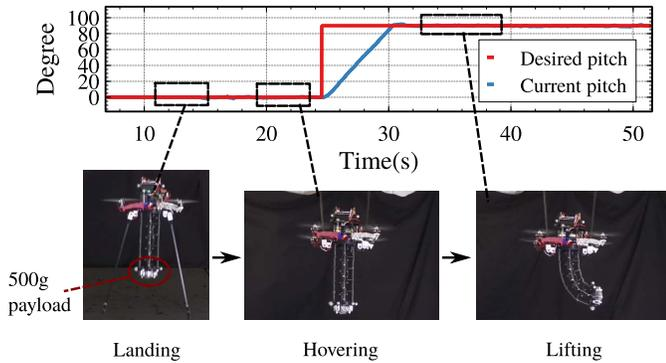 Degree
100
80
60
40
20
0
Desired pitch
Current pitch
10
20
30
40
50
Time(s)
500g
payload
Landing
Hovering
Lifting